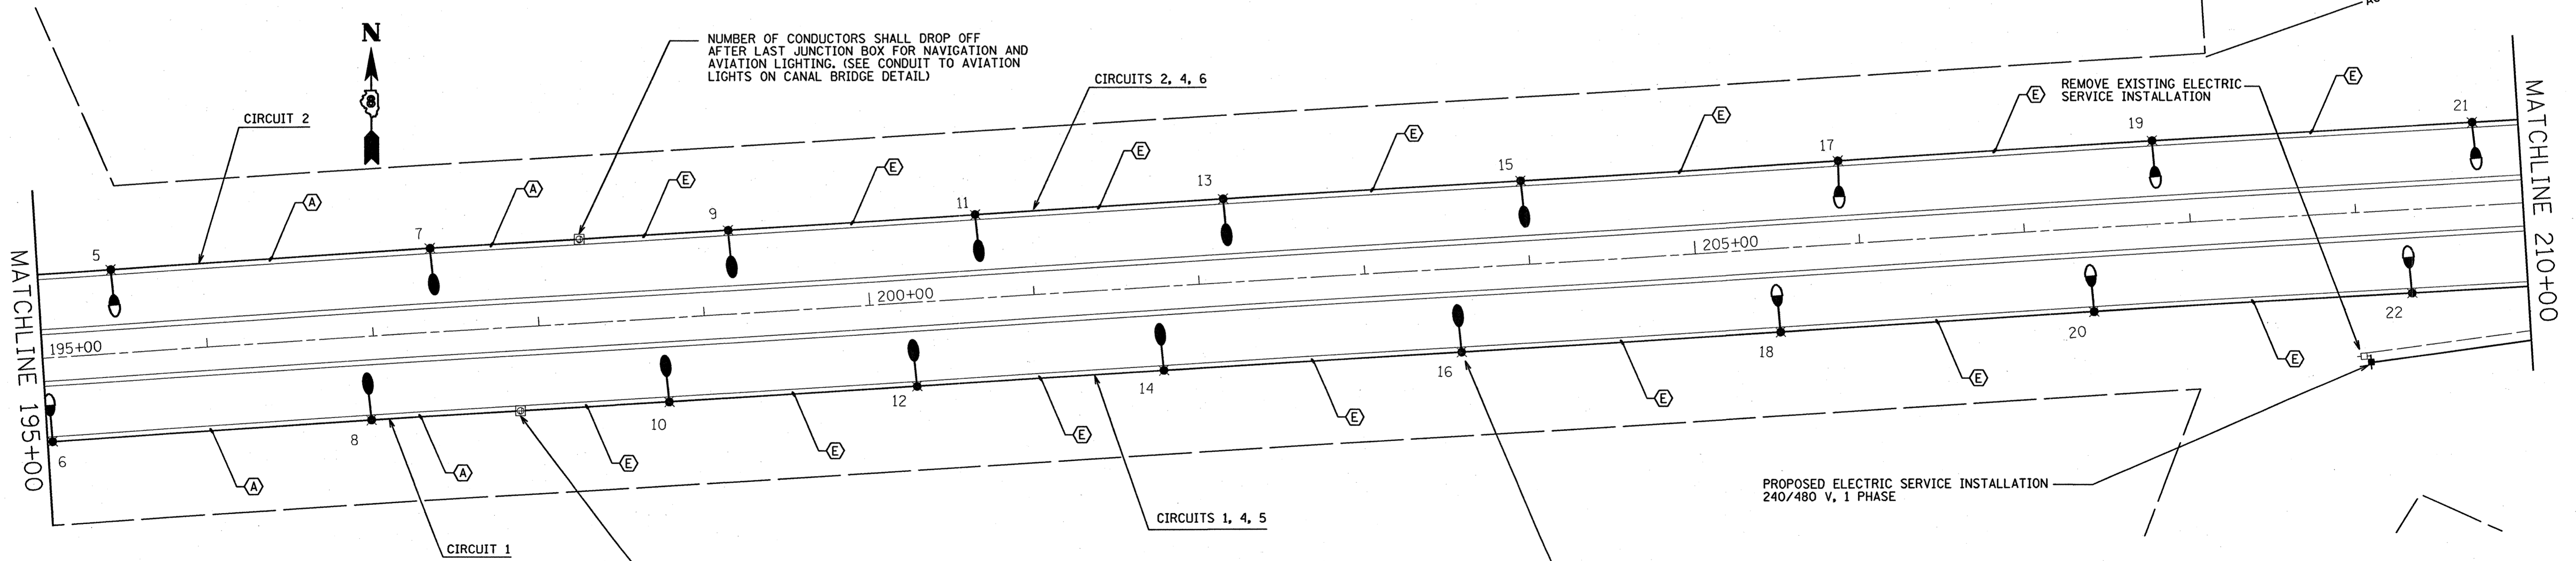 N
8
NUMBER OF CONDUCTORS SHALL DROP OFF
AFTER LAST JUNCTION BOX FOR NAVIGATION AND
AVIATION LIGHTING. (SEE CONDUIT TO AVIATION
LIGHTS ON CANAL BRIDGE DETAIL)
CIRCUITS 2, 4, 6
REMOVE EXISTING ELECTRIC
SERVICE INSTALLATION
CIRCUIT 2
MATCHLINE 195+00
MATCHLINE 210+00
5
A
7
A
E
9
E
11
E
13
E
15
E
17
E
19
E
21
195+00
200+00
205+00
6
A
8
A
E
10
E
12
E
14
E
16
E
18
E
20
E
22
CIRCUIT 1
CIRCUITS 1, 4, 5
PROPOSED ELECTRIC SERVICE INSTALLATION
240/480 V, 1 PHASE